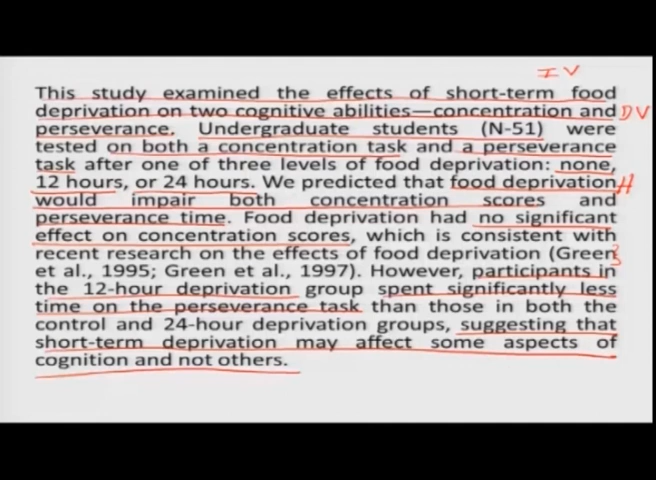 IV
This study examined the effects of short-term food
deprivation on two cognitive abilities—concentration and DV
perseverance. Undergraduate students (N-51) were
tested on both a concentration task and a perseverance
task after one of three levels of food deprivation: none,
12 hours, or 24 hours. We predicted that food deprivation H
would impair both concentration scores and
perseverance time. Food deprivation had no significant
effect on concentration scores, which is consistent with
recent research on the effects of food deprivation (Green
et al., 1995; Green et al., 1997). However, participants in
the 12-hour deprivation group spent significantly less
time on the perseverance task than those in both the
control and 24-hour deprivation groups, suggesting that
short-term deprivation may affect some aspects of
cognition and not others.